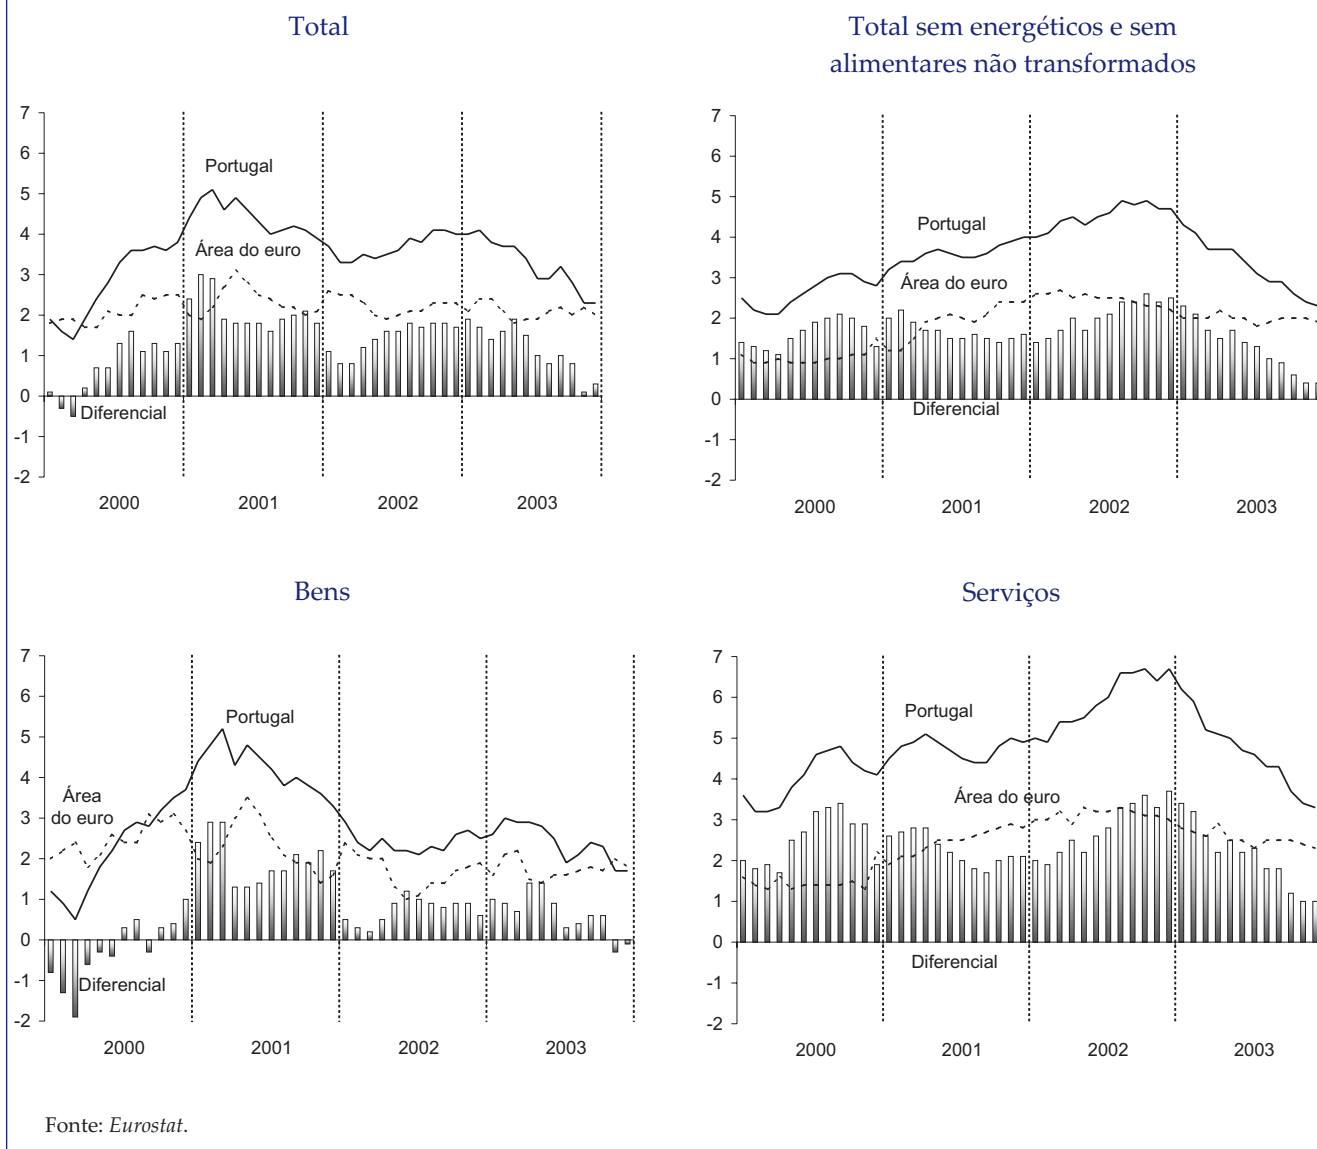 Total
7
6
5
4
3
2
1
0
-1
-2
Portugal
Área do euro
Diferencial
2000 2001 2002 2003
Total sem energéticos e sem
alimentares não transformados
7
6
5
4
3
2
1
0
-1
-2
Portugal
Área do euro
Diferencial
2000 2001 2002 2003
Bens
7
6
5
4
3
2
1
0
-1
-2
Portugal
Área
do euro
Diferencial
2000 2001 2002 2003
Serviços
7
6
5
4
3
2
1
0
-1
-2
Portugal
Área do euro
Diferencial
2000 2001 2002 2003
Fonte: Eurostat.